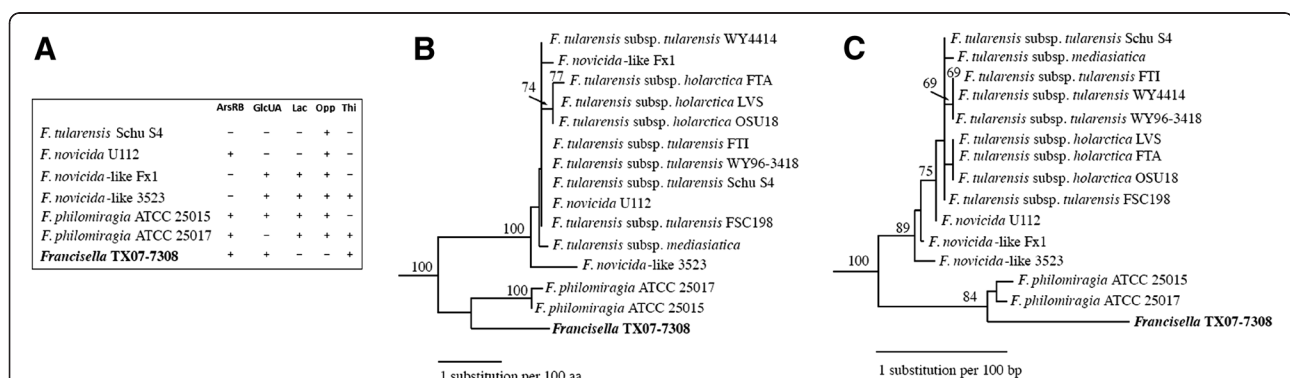 A
ArsRB GlcUA Lac Opp Thi
F. tularensis Schu S4 – – – + –
F. novicida U112 + – – + –
F. novicida-like Fx1 – + + + –
F. novicida-like 3523 – + + + +
F. philomiragia ATCC 25015 + + + + –
F. philomiragia ATCC 25017 + – + + +
Francisella TX07-7308 + + – – +
B
F. tularensis subsp. tularensis WY4414
F. novicida-like Fx1
77
F. tularensis subsp. holarctica FTA
74
F. tularensis subsp. holarctica LVS
F. tularensis subsp. holarctica OSU18
F. tularensis subsp. tularensis FTI
F. tularensis subsp. tularensis WY96-3418
F. tularensis subsp. tularensis Schu S4
F. novicida U112
F. tularensis subsp. tularensis FSC198
100
F. tularensis subsp. mediasiatica
F. novicida-like 3523
100
100
F. philomiragia ATCC 25017
F. philomiragia ATCC 25015
Francisella TX07-7308
1 substitution per 100 aa
C
F. tularensis subsp. tularensis Schu S4
F. tularensis subsp. mediasiatica
69
F. tularensis subsp. tularensis FTI
69
F. tularensis subsp. tularensis WY4414
F. tularensis subsp. tularensis WY96-3418
F. tularensis subsp. holarctica LVS
F. tularensis subsp. holarctica FTA
75
F. tularensis subsp. holarctica OSU18
F. tularensis subsp. tularensis FSC198
F. novicida U112
89
F. novicida-like Fx1
100
F. novicida-like 3523
F. philomiragia ATCC 25015
84
F. philomiragia ATCC 25017
Francisella TX07-7308
1 substitution per 100 bp